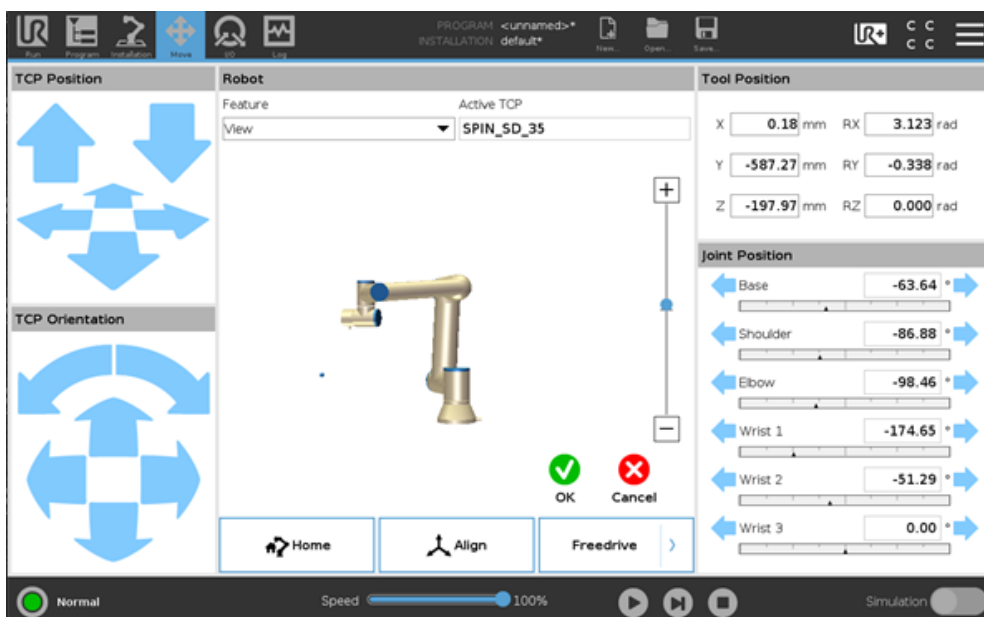 UR
PROGRAM <unnamed>*
INSTALLATION default*
UR+
C C
C C
Run Program Installation Move I/O Log New... Open... Save...
TCP Position
Robot
Feature
Active TCP
View
SPIN_SD_35
+
−
OK
Cancel
Home
Align
Freedrive
TCP Orientation
Tool Position
X 0.18 mm RX 3.123 rad
Y -587.27 mm RY -0.338 rad
Z -197.97 mm RZ 0.000 rad
Joint Position
Base -63.64 °
Shoulder -86.88 °
Elbow -98.46 °
Wrist 1 -174.65 °
Wrist 2 -51.29 °
Wrist 3 0.00 °
Normal
Speed 100%
Simulation